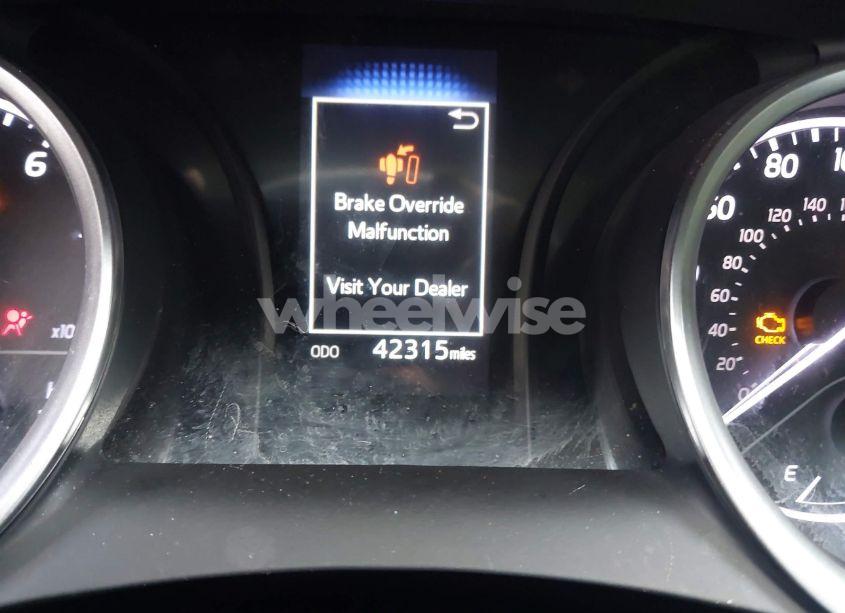 Brake Override
Malfunction
Visit Your Dealer
wheelwise
ODO 42315 miles
6
x10
80
60
120
140
100
80
60
40
20
0
CHECK
E